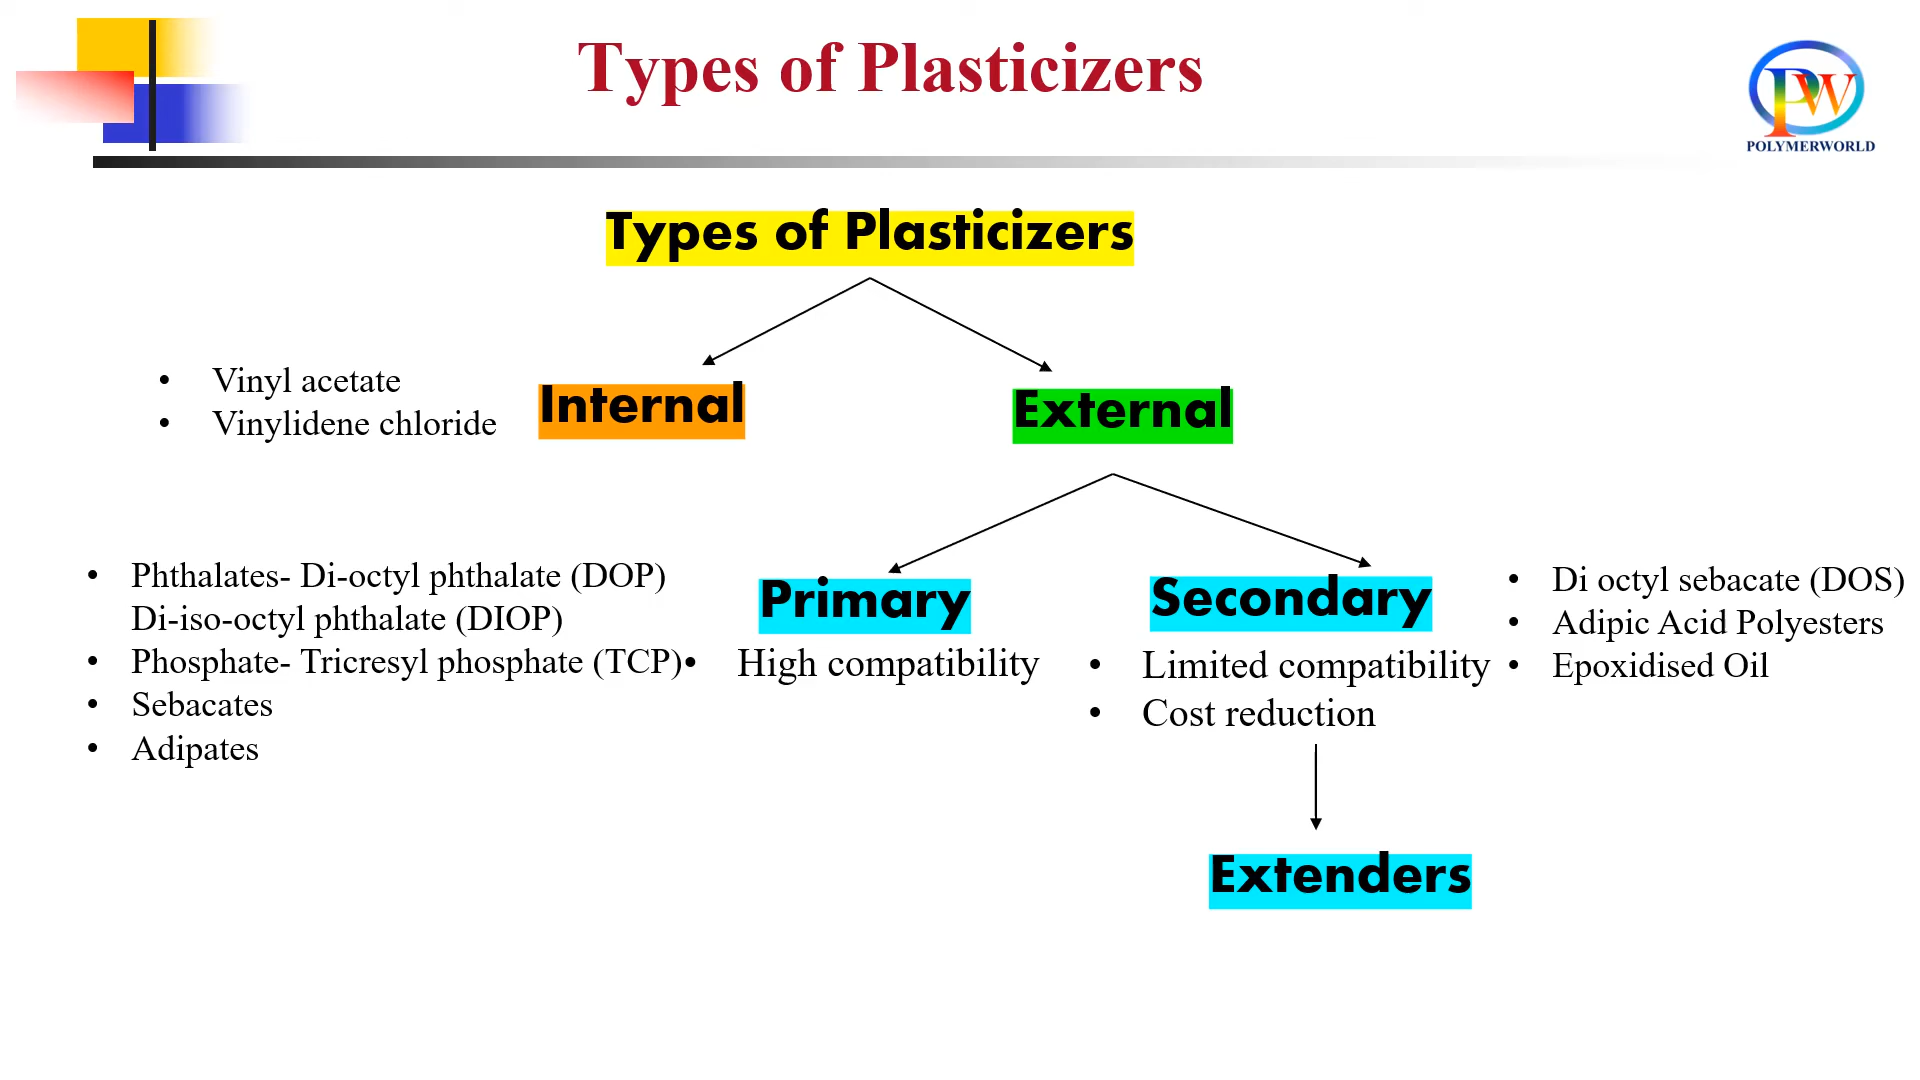 Types of Plasticizers
PW
POLYMERWORLD
Types of Plasticizers
• Vinyl acetate
• Vinylidene chloride
Internal
External
• Phthalates- Di-octyl phthalate (DOP)
Di-iso-octyl phthalate (DIOP)
• Phosphate- Tricresyl phosphate (TCP)
• Sebacates
• Adipates
Primary
• High compatibility
Secondary
• Limited compatibility
• Cost reduction
• Di octyl sebacate (DOS)
• Adipic Acid Polyesters
• Epoxidised Oil
Extenders